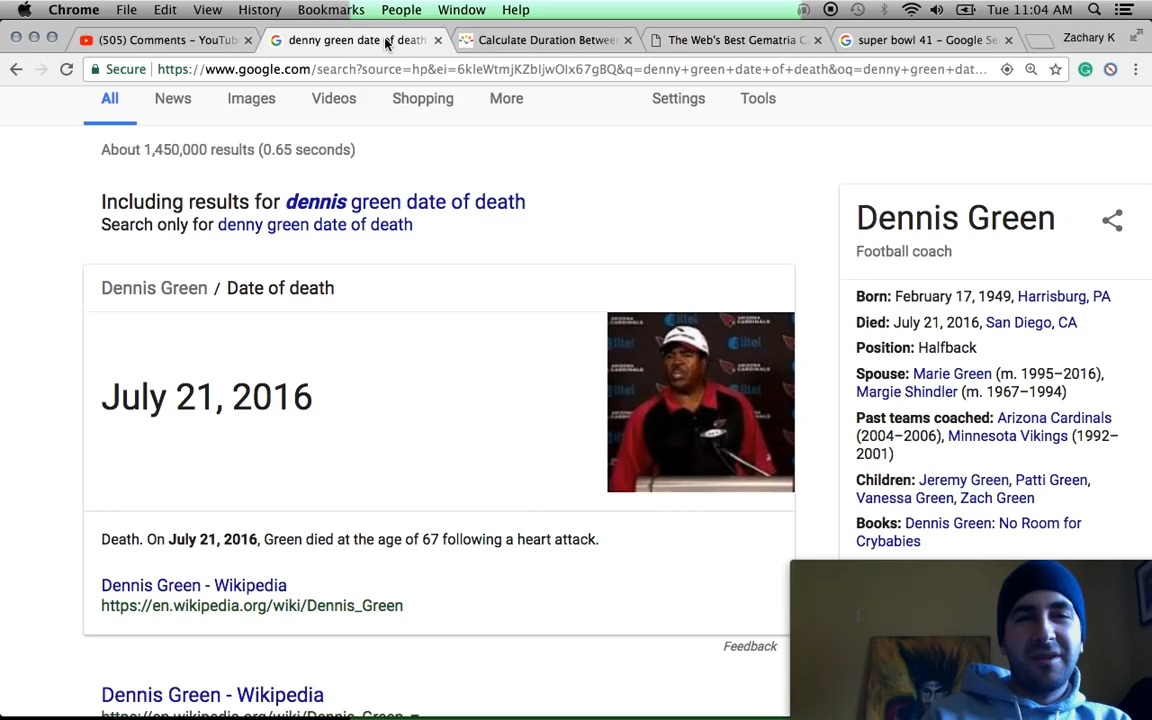 Chrome File Edit View History Bookmarks People Window Help Tue 11:04 AM
(505) Comments – YouTub
denny green date of death
Calculate Duration Betwee
The Web's Best Gematria C
super bowl 41 – Google Se
Zachary K
Secure https://www.google.com/search?source=hp&ei=6kleWtmjKZbIjwOIx67gBQ&q=denny+green+date+of+death&oq=denny+green+dat...
All News Images Videos Shopping More Settings Tools
About 1,450,000 results (0.65 seconds)
Including results for dennis green date of death
Search only for denny green date of death
Dennis Green / Date of death
July 21, 2016
ARIZONA CARDINALS
Death. On July 21, 2016, Green died at the age of 67 following a heart attack.
Dennis Green - Wikipedia
https://en.wikipedia.org/wiki/Dennis_Green
Feedback
Dennis Green - Wikipedia
https://en.wikipedia.org/wiki/Dennis_Green
Dennis Green
Football coach
Born: February 17, 1949, Harrisburg, PA
Died: July 21, 2016, San Diego, CA
Position: Halfback
Spouse: Marie Green (m. 1995–2016),
Margie Shindler (m. 1967–1994)
Past teams coached: Arizona Cardinals
(2004–2006), Minnesota Vikings (1992–
2001)
Children: Jeremy Green, Patti Green,
Vanessa Green, Zach Green
Books: Dennis Green: No Room for
Crybabies